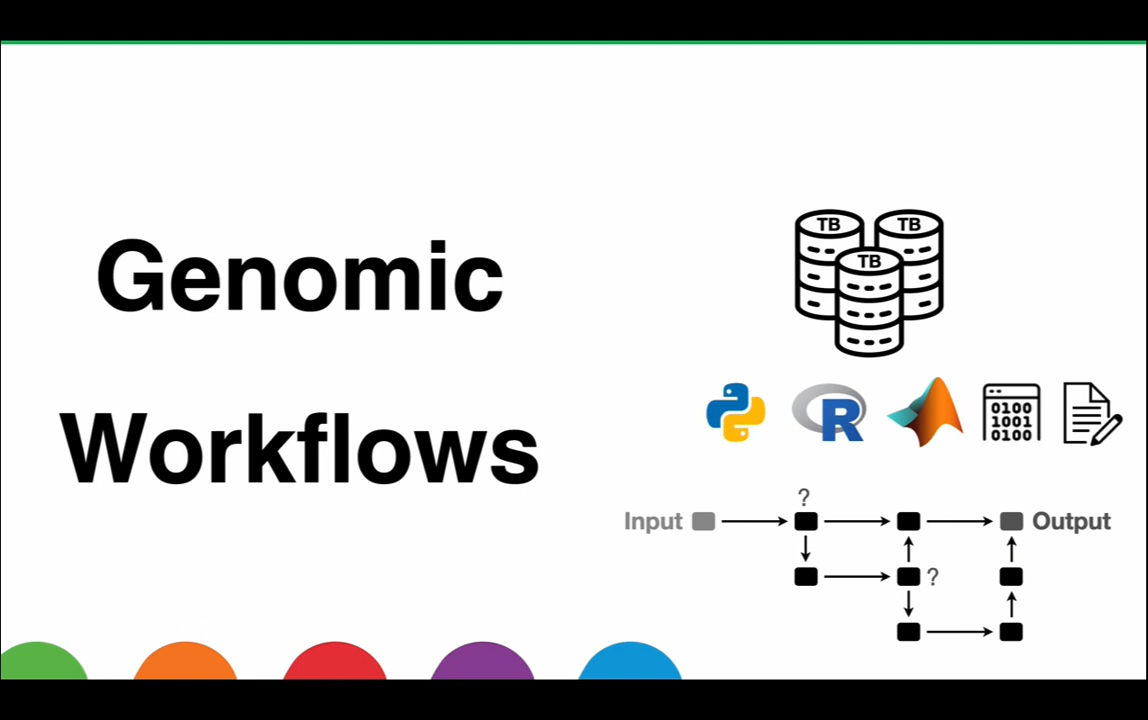 Genomic
Workflows
TB TB
TB
R
0100
1001
0100
?
Input Output
?